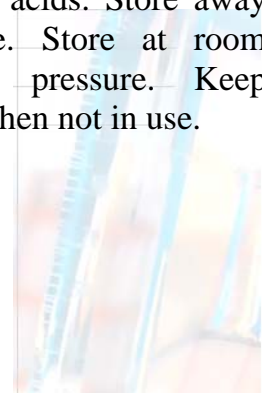 acids. Store away
e. Store at room
pressure. Keep
hen not in use.